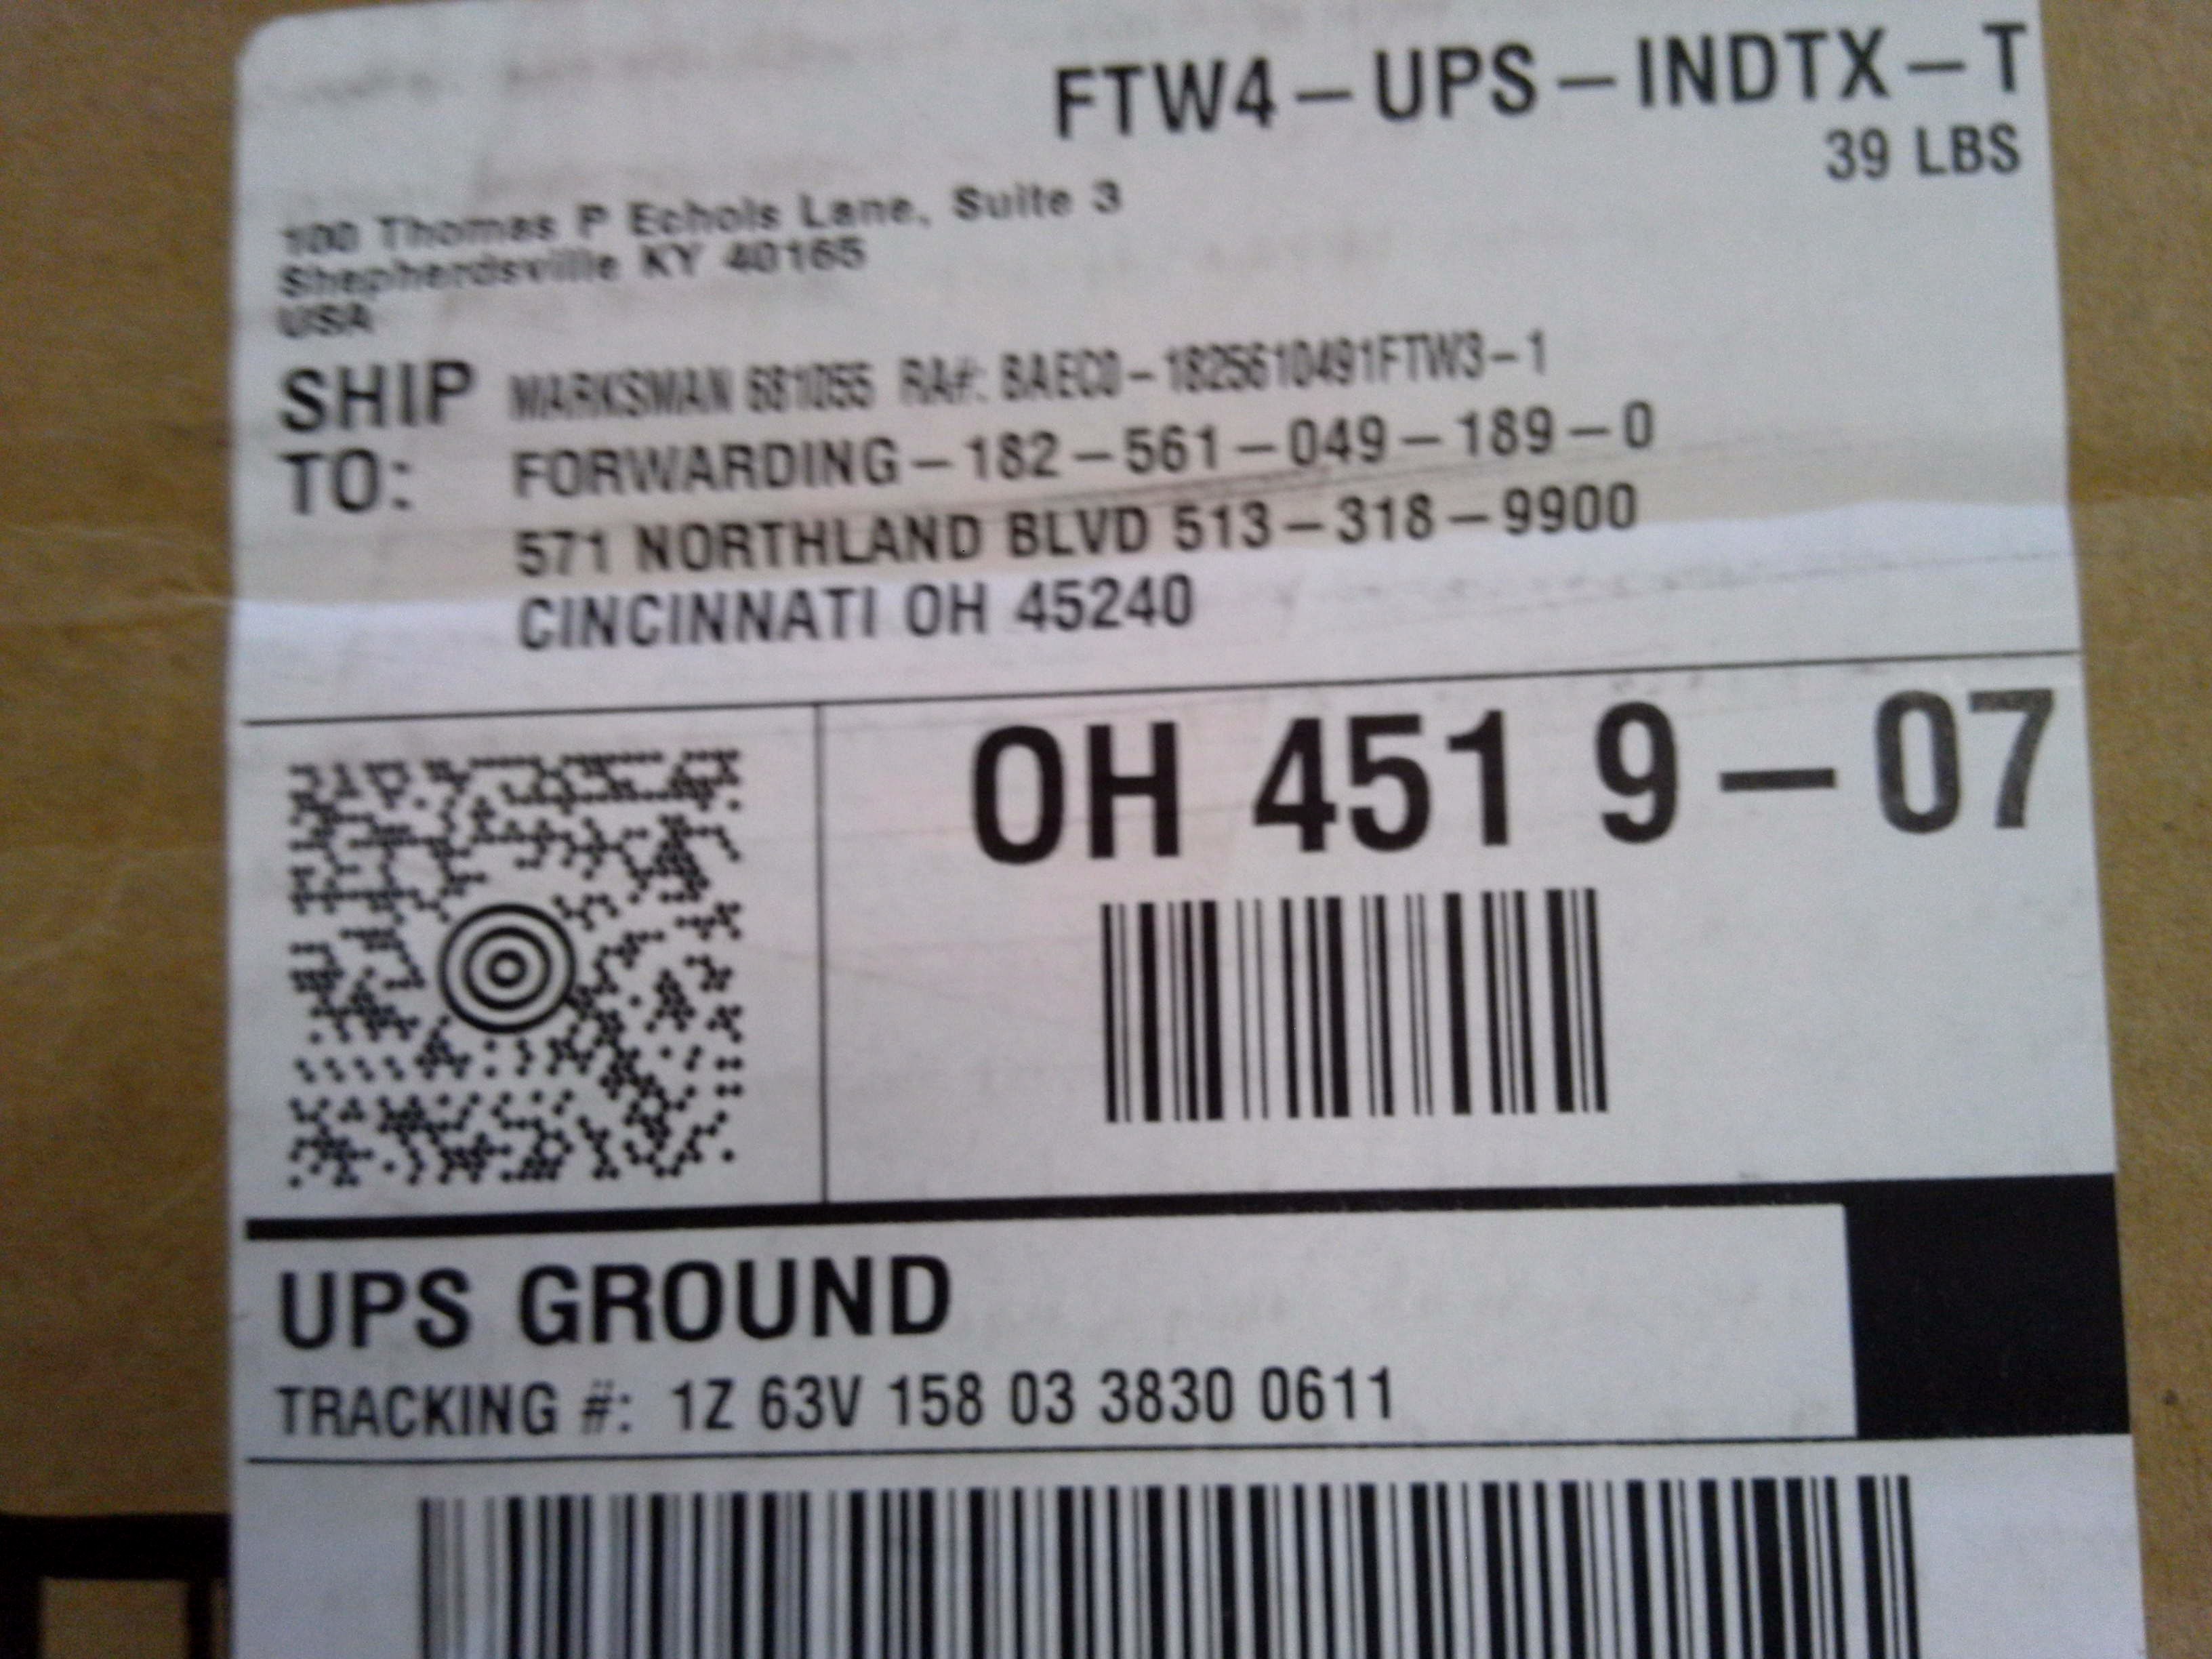 FTW4-UPS-INDTX-T
39 LBS
100 Thomas P Echols Lane, Suite 3
Shepherdsville KY 40165
USA
SHIP TO:
MARKSMAN 681055 RA#: BAEC0-1825610491FTW3-1
FORWARDING-182-561-049-189-0
571 NORTHLAND BLVD 513-318-9900
CINCINNATI OH 45240
OH 451 9-07
UPS GROUND
TRACKING #: 1Z 63V 158 03 3830 0611